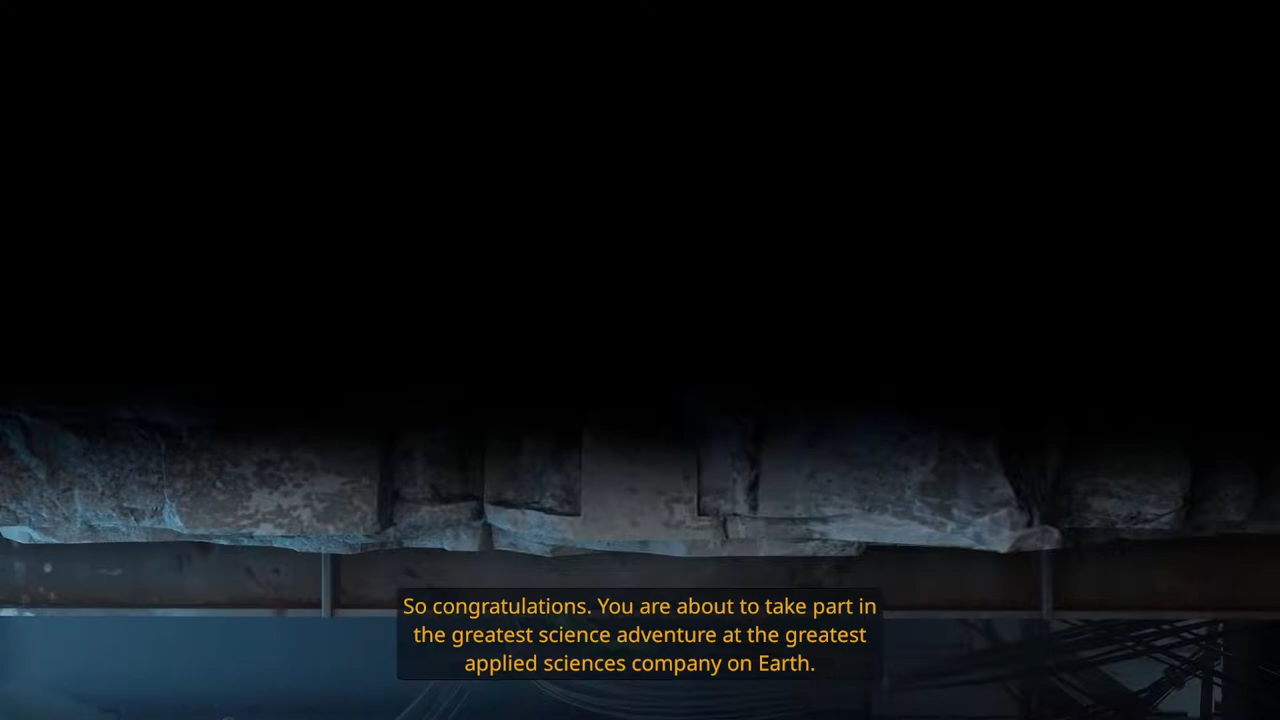 So congratulations. You are about to take part in
the greatest science adventure at the greatest
applied sciences company on Earth.